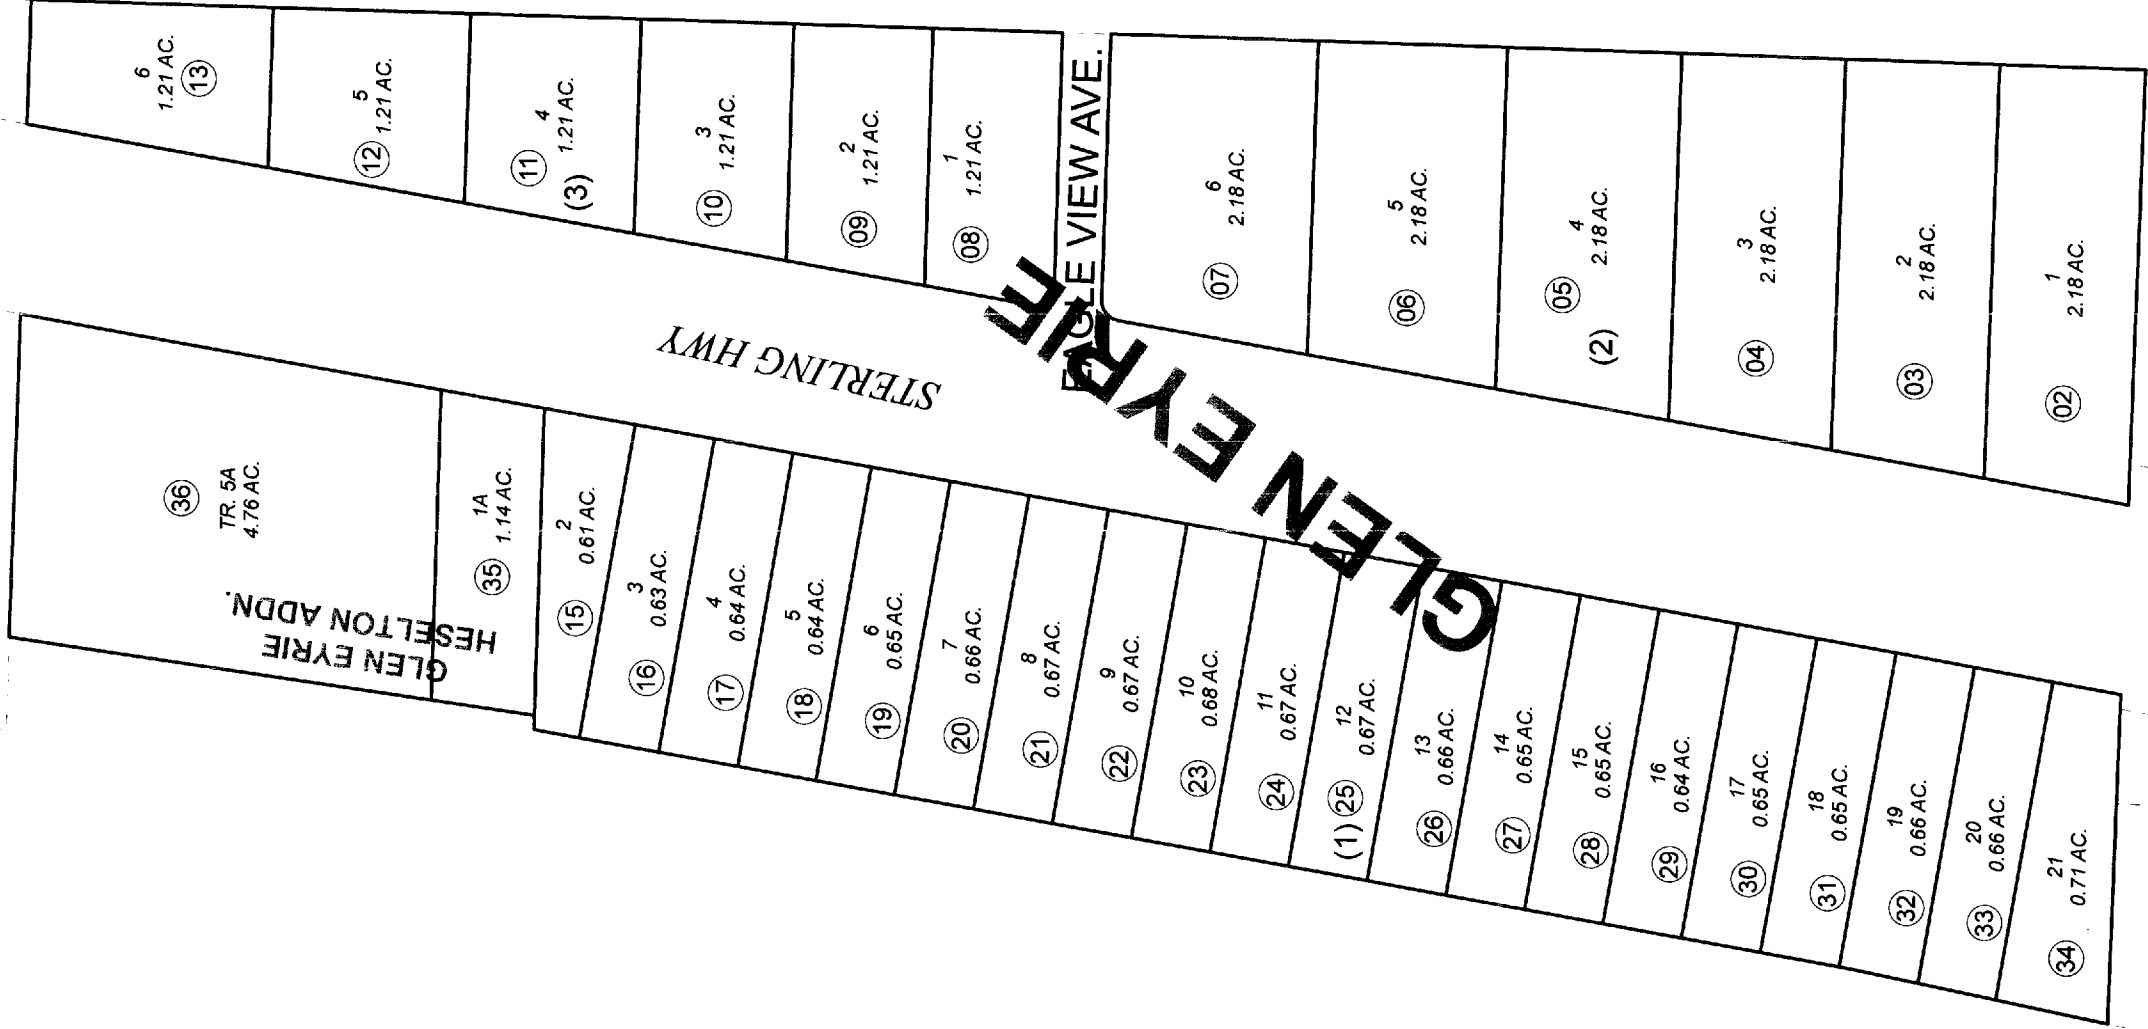 6
1.21 AC.
13
5
1.21 AC.
12
4
1.21 AC.
11
(3)
3
1.21 AC.
10
2
1.21 AC.
09
1
1.21 AC.
08
EAGLE VIEW AVE.
6
2.18 AC.
07
5
2.18 AC.
06
4
2.18 AC.
05
(2)
3
2.18 AC.
04
2
2.18 AC.
03
1
2.18 AC.
02
STERLING HWY
GLEN EYRIE
36
TR. 5A
4.76 AC.
GLEN EYRIE
HESELTON ADDN.
1A
1.14 AC.
35
2
0.61 AC.
15
3
0.63 AC.
16
4
0.64 AC.
17
5
0.64 AC.
18
6
0.65 AC.
19
7
0.66 AC.
20
8
0.67 AC.
21
9
0.67 AC.
22
10
0.68 AC.
23
11
0.67 AC.
24
12
0.67 AC.
(1)
25
13
0.66 AC.
26
14
0.65 AC.
27
15
0.65 AC.
28
16
0.64 AC.
29
17
0.65 AC.
30
18
0.65 AC.
31
19
0.66 AC.
32
20
0.66 AC.
33
21
0.71 AC.
34